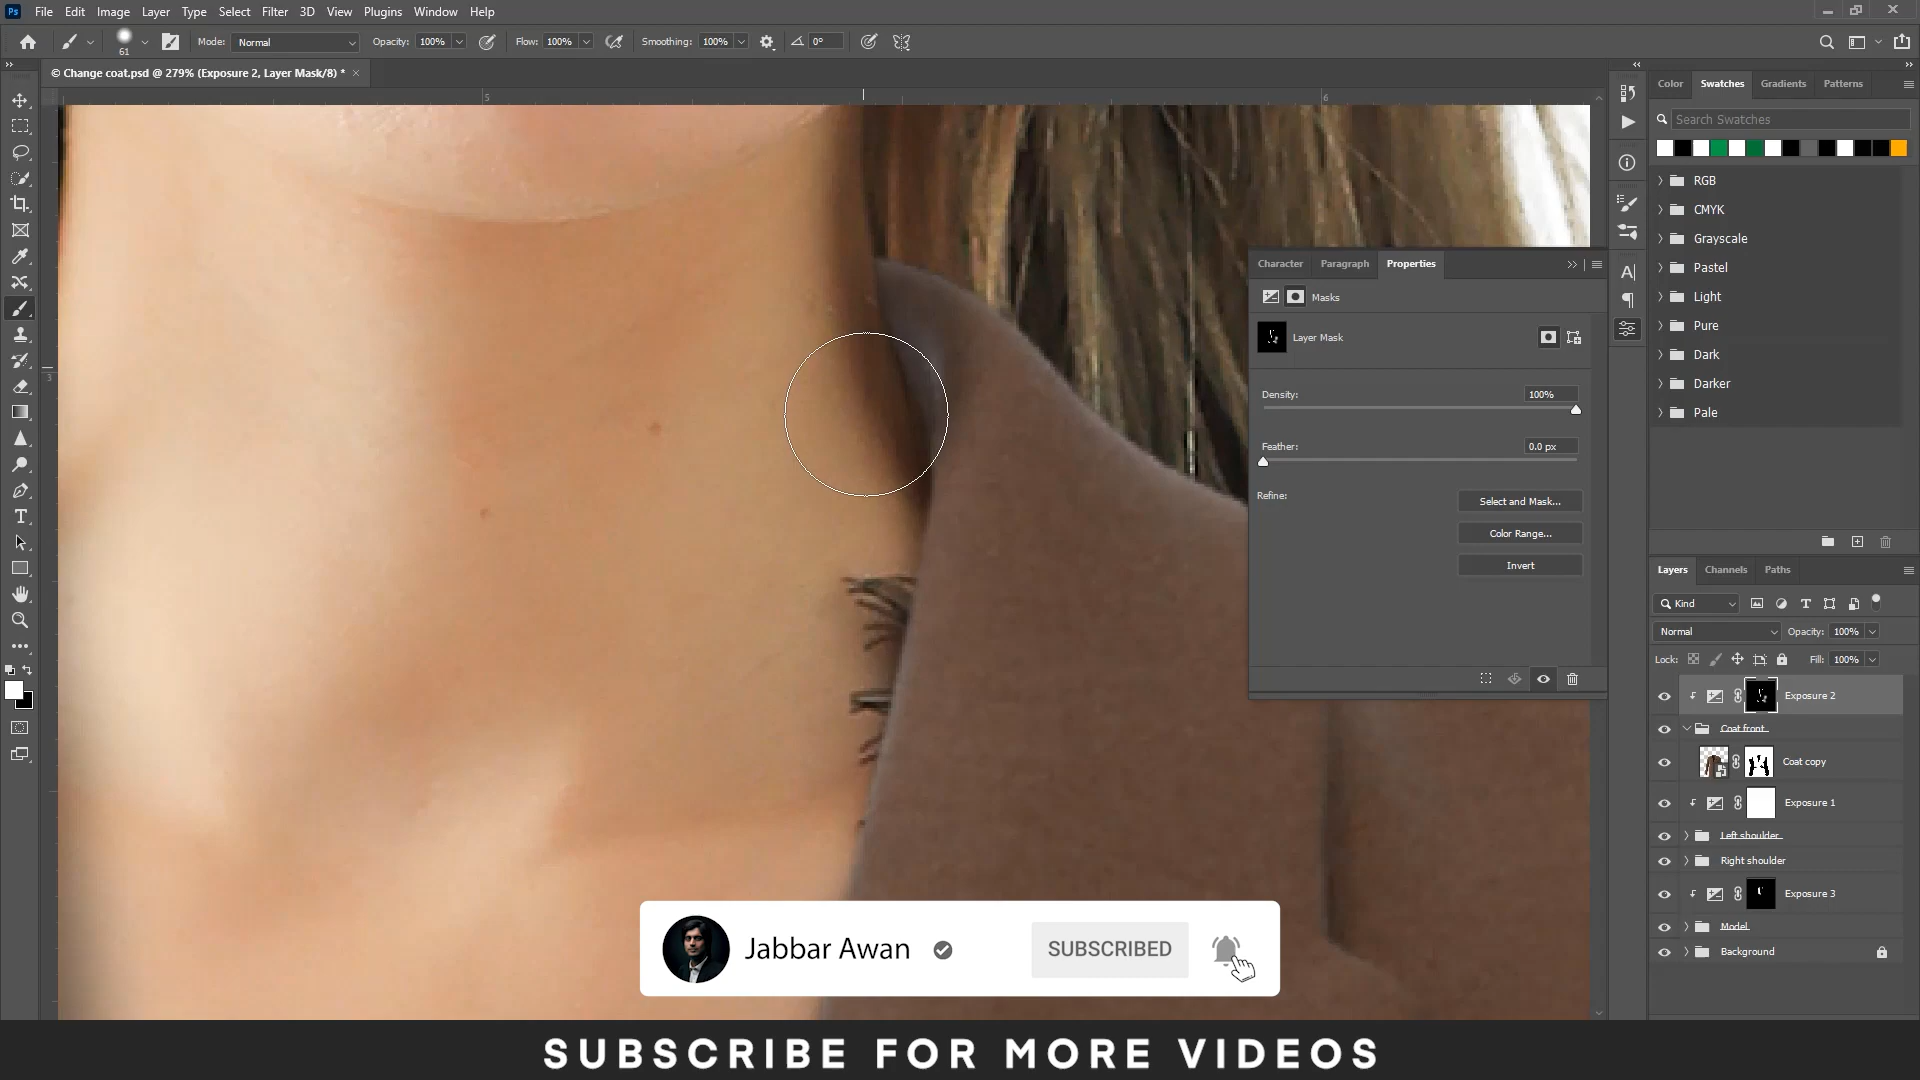 Ps File Edit Image Layer Type Select Filter 3D View Plugins Window Help
61 Mode: Normal Opacity: 100% Flow: 100% Smoothing: 100% 0°
© Change coat.psd @ 279% (Exposure 2, Layer Mask/8) * ×
5 6
3
Color Swatches Gradients Patterns
Search Swatches
RGB
CMYK
Grayscale
Pastel
Light
Pure
Dark
Darker
Pale
Character Paragraph Properties
Masks
Layer Mask
Density: 100%
Feather: 0.0 px
Refine: Select and Mask...
Color Range...
Invert
Layers Channels Paths
Kind
Normal Opacity: 100%
Lock: Fill: 100%
Exposure 2
Coat front
Coat copy
Exposure 1
Left shoulder
Right shoulder
Exposure 3
Model
Background
Jabbar Awan SUBSCRIBED
SUBSCRIBE FOR MORE VIDEOS